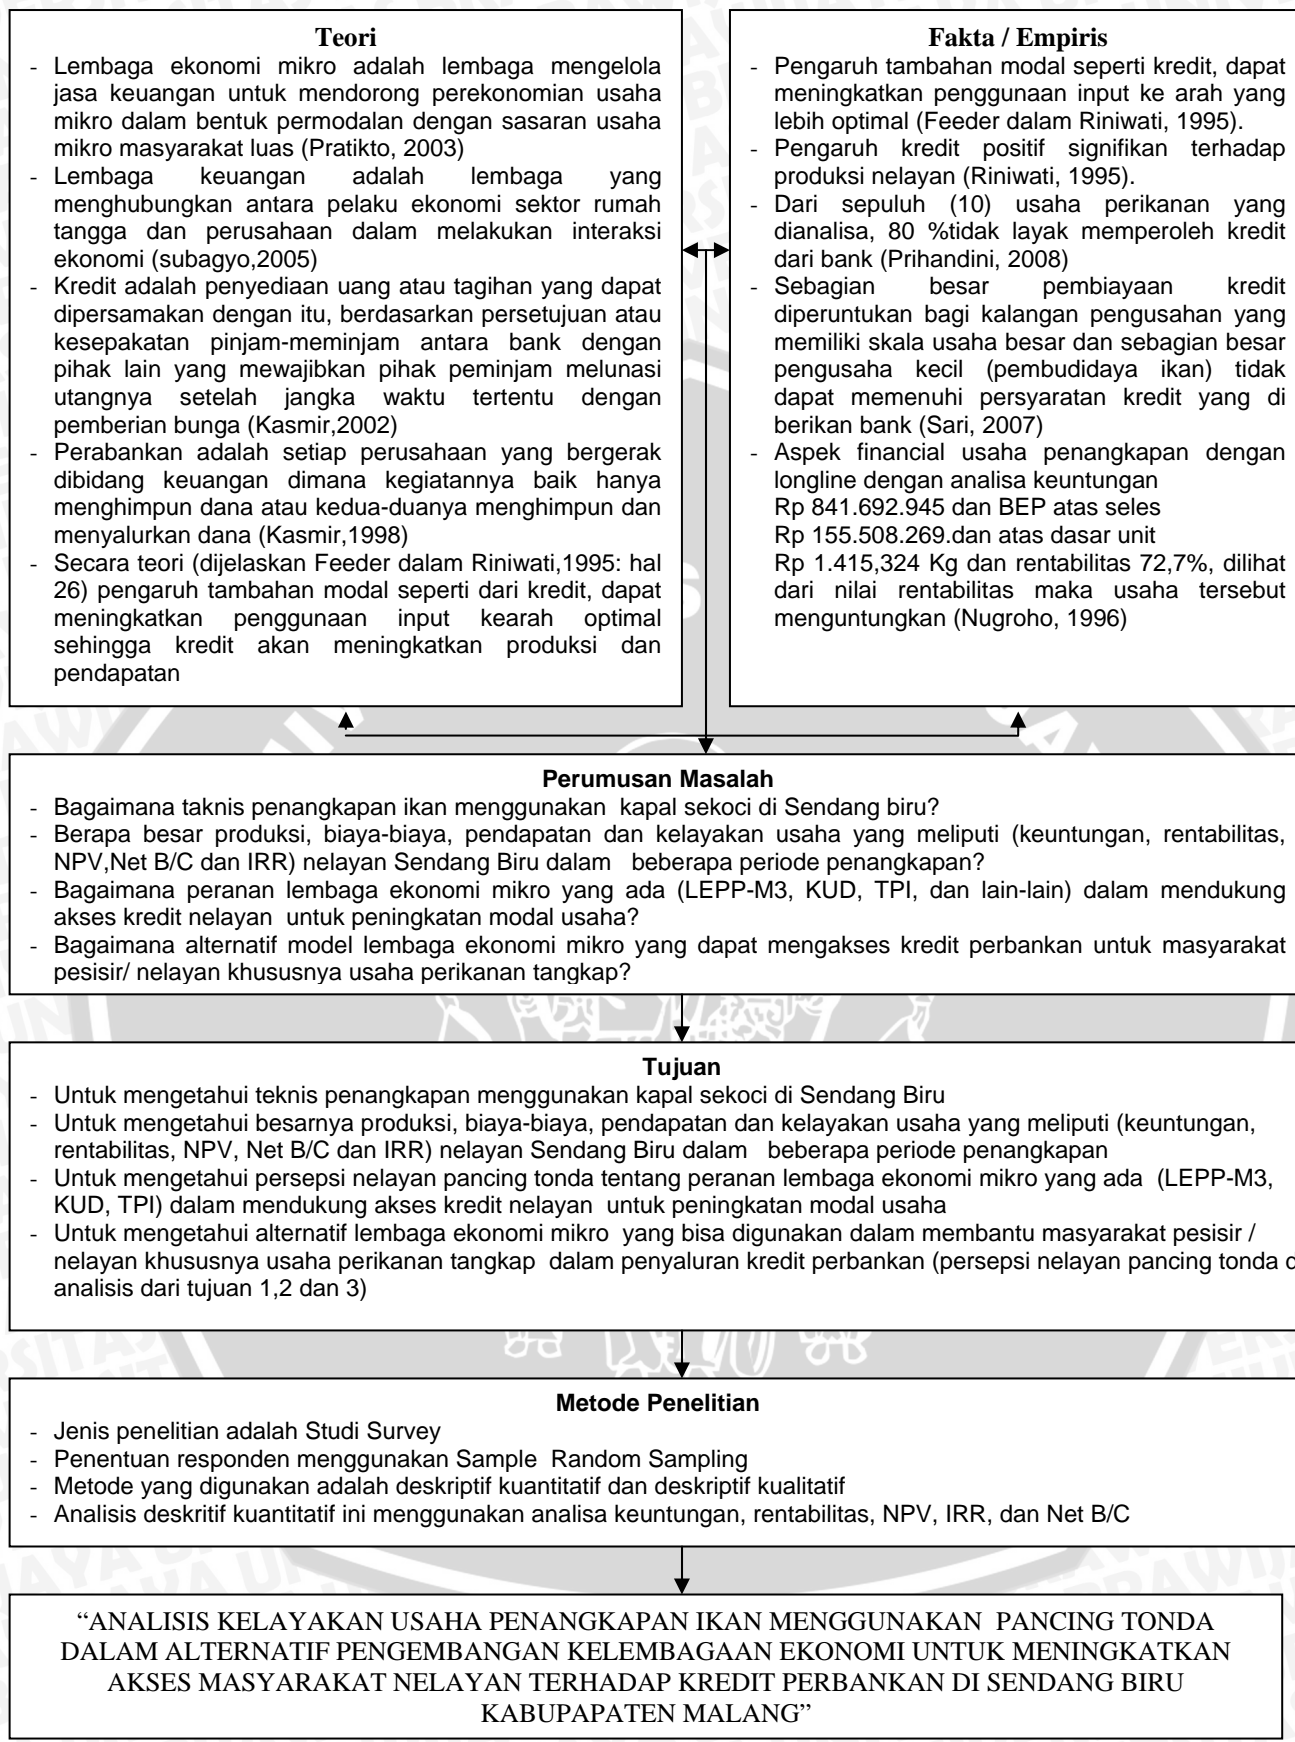 Teori
- Lembaga ekonomi mikro adalah lembaga mengelola
jasa keuangan untuk mendorong perekonomian usaha
mikro dalam bentuk permodalan dengan sasaran usaha
mikro masyarakat luas (Pratikto, 2003)
- Lembaga keuangan adalah lembaga yang
menghubungkan antara pelaku ekonomi sektor rumah
tangga dan perusahaan dalam melakukan interaksi
ekonomi (subagyo,2005)
- Kredit adalah penyediaan uang atau tagihan yang dapat
dipersamakan dengan itu, berdasarkan persetujuan atau
kesepakatan pinjam-meminjam antara bank dengan
pihak lain yang mewajibkan pihak peminjam melunasi
utangnya setelah jangka waktu tertentu dengan
pemberian bunga (Kasmir,2002)
- Perabankan adalah setiap perusahaan yang bergerak
dibidang keuangan dimana kegiatannya baik hanya
menghimpun dana atau kedua-duanya menghimpun dan
menyalurkan dana (Kasmir,1998)
- Secara teori (dijelaskan Feeder dalam Riniwati,1995: hal
26) pengaruh tambahan modal seperti dari kredit, dapat
meningkatkan penggunaan input kearah optimal
sehingga kredit akan meningkatkan produksi dan
pendapatan
Fakta / Empiris
- Pengaruh tambahan modal seperti kredit, dapat
meningkatkan penggunaan input ke arah yang
lebih optimal (Feeder dalam Riniwati, 1995).
- Pengaruh kredit positif signifikan terhadap
produksi nelayan (Riniwati, 1995).
- Dari sepuluh (10) usaha perikanan yang
dianalisa, 80 %tidak layak memperoleh kredit
dari bank (Prihandini, 2008)
- Sebagian besar pembiayaan kredit
diperuntukan bagi kalangan pengusahan yang
memiliki skala usaha besar dan sebagian besar
pengusaha kecil (pembudidaya ikan) tidak
dapat memenuhi persyaratan kredit yang di
berikan bank (Sari, 2007)
- Aspek financial usaha penangkapan dengan
longline dengan analisa keuntungan
Rp 841.692.945 dan BEP atas seles
Rp 155.508.269.dan atas dasar unit
Rp 1.415,324 Kg dan rentabilitas 72,7%, dilihat
dari nilai rentabilitas maka usaha tersebut
menguntungkan (Nugroho, 1996)
Perumusan Masalah
- Bagaimana taknis penangkapan ikan menggunakan kapal sekoci di Sendang biru?
- Berapa besar produksi, biaya-biaya, pendapatan dan kelayakan usaha yang meliputi (keuntungan, rentabilitas,
NPV,Net B/C dan IRR) nelayan Sendang Biru dalam beberapa periode penangkapan?
- Bagaimana peranan lembaga ekonomi mikro yang ada (LEPP-M3, KUD, TPI, dan lain-lain) dalam mendukung
akses kredit nelayan untuk peningkatan modal usaha?
- Bagaimana alternatif model lembaga ekonomi mikro yang dapat mengakses kredit perbankan untuk masyarakat
pesisir/ nelayan khususnya usaha perikanan tangkap?
Tujuan
- Untuk mengetahui teknis penangkapan menggunakan kapal sekoci di Sendang Biru
- Untuk mengetahui besarnya produksi, biaya-biaya, pendapatan dan kelayakan usaha yang meliputi (keuntungan,
rentabilitas, NPV, Net B/C dan IRR) nelayan Sendang Biru dalam beberapa periode penangkapan
- Untuk mengetahui persepsi nelayan pancing tonda tentang peranan lembaga ekonomi mikro yang ada (LEPP-M3,
KUD, TPI) dalam mendukung akses kredit nelayan untuk peningkatan modal usaha
- Untuk mengetahui alternatif lembaga ekonomi mikro yang bisa digunakan dalam membantu masyarakat pesisir /
nelayan khususnya usaha perikanan tangkap dalam penyaluran kredit perbankan (persepsi nelayan pancing tonda
analisis dari tujuan 1,2 dan 3)
Metode Penelitian
- Jenis penelitian adalah Studi Survey
- Penentuan responden menggunakan Sample Random Sampling
- Metode yang digunakan adalah deskriptif kuantitatif dan deskriptif kualitatif
- Analisis deskritif kuantitatif ini menggunakan analisa keuntungan, rentabilitas, NPV, IRR, dan Net B/C
“ANALISIS KELAYAKAN USAHA PENANGKAPAN IKAN MENGGUNAKAN PANCING TONDA
DALAM ALTERNATIF PENGEMBANGAN KELEMBAGAAN EKONOMI UNTUK MENINGKATKAN
AKSES MASYARAKAT NELAYAN TERHADAP KREDIT PERBANKAN DI SENDANG BIRU
KABUPAPATEN MALANG”